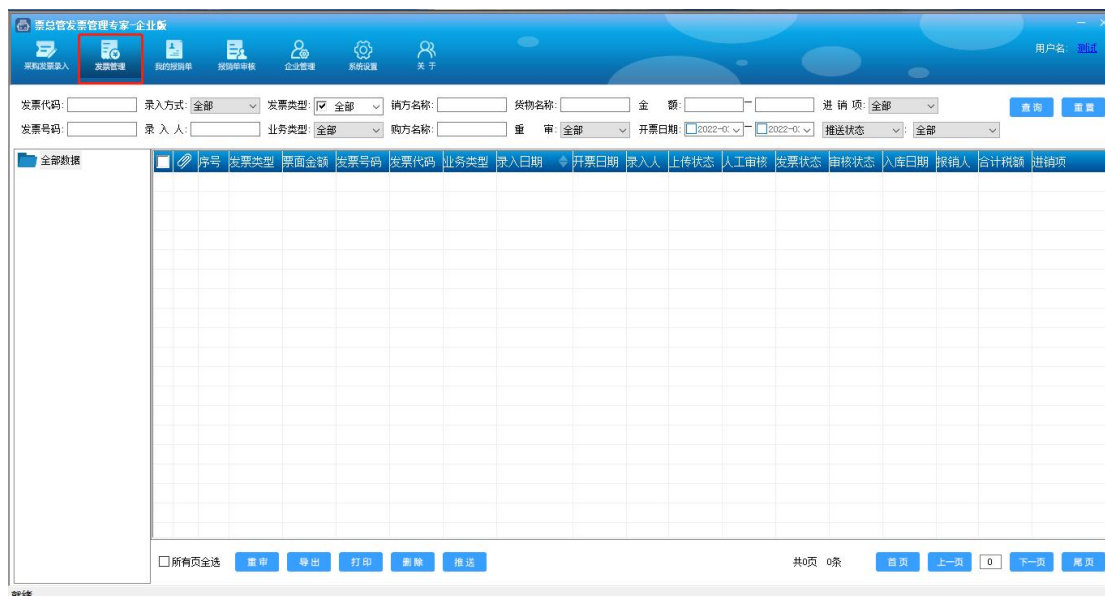 票总管发票管理专家-企业版
采购发票录入 发票管理 我的报销单 报销单审核 企业管理 系统设置 关于 用户名: 测试
发票代码: 录入方式: 全部 发票类型: 全部 销方名称: 货物名称: 金 额: — 进 销 项: 全部 查询 重置
发票号码: 录 入 人: 业务类型: 全部 购方名称: 重 审: 全部 开票日期: 2022-0 — 2022-0 推送状态 : 全部
全部数据 序号 发票类型 票面金额 发票号码 发票代码 业务类型 录入日期 开票日期 录入人 上传状态 人工审核 发票状态 审核状态 入库日期 报销人 合计税额 进销项
所有页全选 重审 导出 打印 删除 推送 共0页 0条 首页 上一页 0 下一页 尾页
就绪